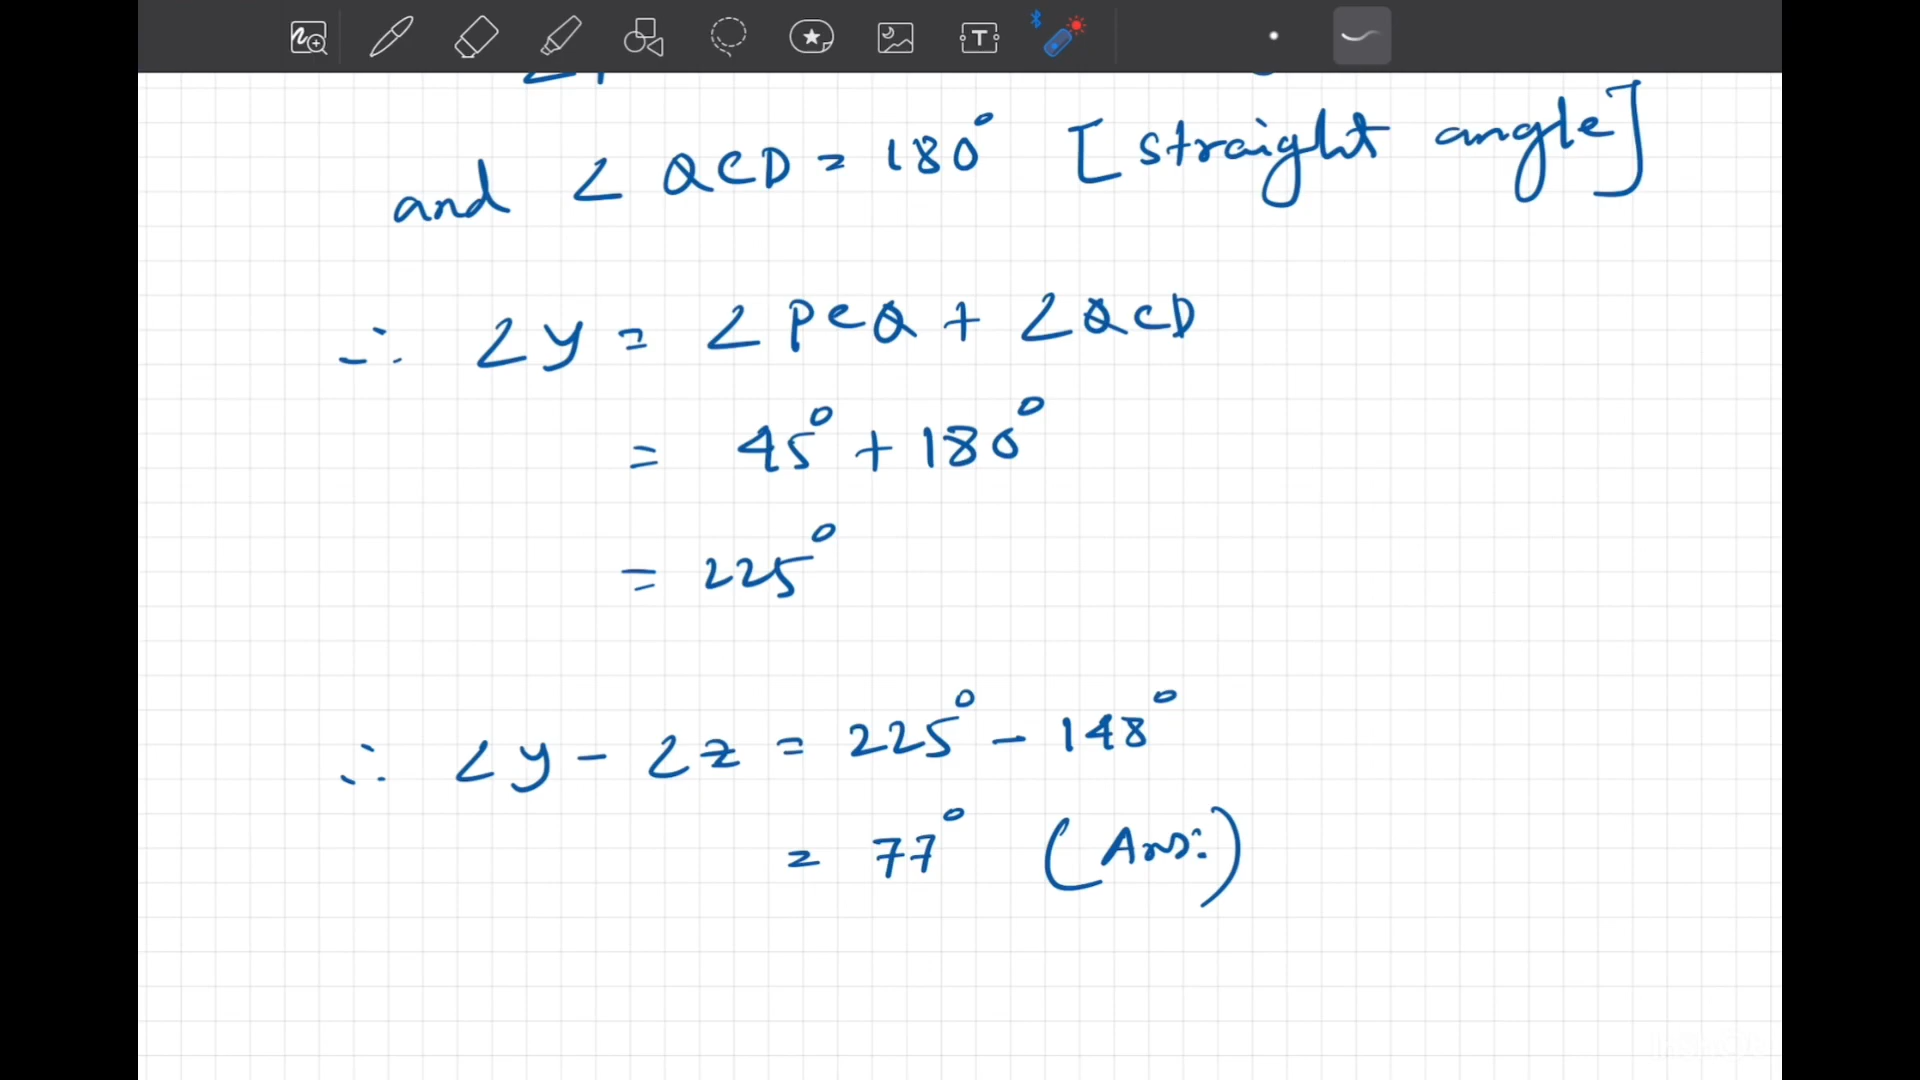 and ∠QCD = 180° [straight angle]
∴ ∠y = ∠PCQ + ∠QCD
= 45° + 180°
= 225°
∴ ∠y - ∠z = 225° - 148°
= 77° (Ans:)